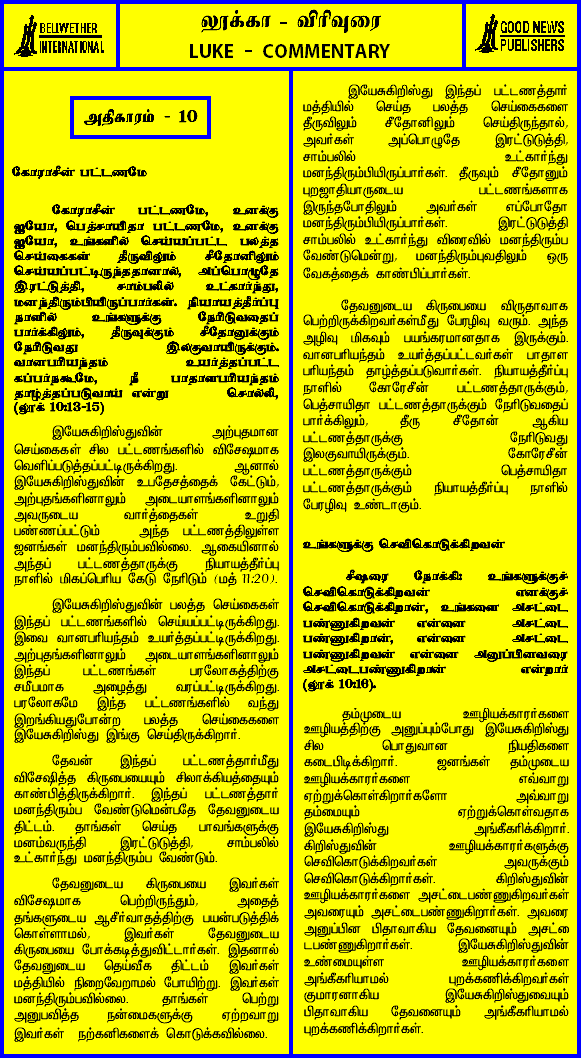 BELWETHER
INTERNATIONAL
லூக்கா - விரிவுரை
LUKE - COMMENTARY
GOOD NEWS
PUBLISHERS
அதிகாரம் - 10
கோராசீன் பட்டணமே
கோராசீன் பட்டணமே, உனக்கு
ஐயோ, பெத்சாயிதா பட்டணமே, உனக்கு
ஐயோ, உங்களில் செய்யப்பட்ட பலத்த
செய்கைகள் தீருவிலும் சீதோனிலும்
செய்யப்பட்டிருந்ததானால், அப்பொழுதே
இரட்டுடுத்தி, சாம்பலில் உட்கார்ந்து,
மனந்திரும்பியிருப்பார்கள். நியாயத்தீர்ப்பு
நாளில் உங்களுக்கு நேரிடுவதைப்
பார்க்கிலும், தீருவுக்கும் சீதோனுக்கும்
நேரிடுவது இலகுவாயிருக்கும்.
வானபரியந்தம் உயர்த்தப்பட்ட
கப்பர்நகூமே, நீ பாதாளபரியந்தம்
தாழ்த்தப்படுவாய் என்று சொல்லி,
(லூக் 10:13-15)
இயேசுகிறிஸ்துவின் அற்புதமான
செய்கைகள் சில பட்டணங்களில் விசேஷமாக
வெளிப்படுத்தப்பட்டிருக்கிறது. ஆனால்
இயேசுகிறிஸ்துவின் உபதேசத்தைக் கேட்டும்,
அற்புதங்களினாலும் அடையாளங்களினாலும்
அவருடைய வார்த்தைகள் உறுதி
பண்ணப்பட்டும் அந்த பட்டணத்திலுள்ள
ஜனங்கள் மனந்திரும்பவில்லை. ஆகையினால்
அந்தப் பட்டணத்தாருக்கு நியாயத்தீர்ப்பு
நாளில் மிகப்பெரிய கேடு நேரிடும் (மத் 11:20).
இயேசுகிறிஸ்துவின் பலத்த செய்கைகள்
இந்தப் பட்டணங்களில் செய்யப்பட்டிருக்கிறது.
இவை வானபரியந்தம் உயர்த்தப்பட்டிருக்கிறது.
அற்புதங்களினாலும் அடையாளங்களினாலும்
இந்தப் பட்டணங்கள் பரலோகத்திற்கு
சமீபமாக அழைத்து வரப்பட்டிருக்கிறது.
பரலோகமே இந்த பட்டணங்களில் வந்து
இறங்கியதுபோன்ற பலத்த செய்கைகளை
இயேசுகிறிஸ்து இங்கு செய்திருக்கிறார்.
தேவன் இந்தப் பட்டணத்தார்மீது
விசேஷித்த கிருபையையும் சிலாக்கியத்தையும்
காண்பித்திருக்கிறார். இந்தப் பட்டணத்தார்
மனந்திரும்ப வேண்டுமென்பதே தேவனுடைய
திட்டம். தாங்கள் செய்த பாவங்களுக்கு
மனம்வருந்தி இரட்டுடுத்தி, சாம்பலில்
உட்கார்ந்து மனந்திரும்ப வேண்டும்.
தேவனுடைய கிருபையை இவர்கள்
விசேஷமாக பெற்றிருந்தும், அதைத்
தங்களுடைய ஆசீர்வாதத்திற்கு பயன்படுத்திக்
கொள்ளாமல், இவர்கள் தேவனுடைய
கிருபையை போக்கடித்துவிட்டார்கள். இதனால்
தேவனுடைய தெய்வீக திட்டம் இவர்கள்
மத்தியில் நிறைவேறாமல் போயிற்று. இவர்கள்
மனந்திரும்பவில்லை. தாங்கள் பெற்று
அனுபவித்த நன்மைகளுக்கு ஏற்றவாறு
இவர்கள் நற்கனிகளைக் கொடுக்கவில்லை.
இயேசுகிறிஸ்து இந்தப் பட்டணத்தார்
மத்தியில் செய்த பலத்த செய்கைகளை
தீருவிலும் சீதோனிலும் செய்திருந்தால்,
அவர்கள் அப்பொழுதே இரட்டுடுத்தி,
சாம்பலில் உட்கார்ந்து
மனந்திரும்பியிருப்பார்கள். தீருவும் சீதோனும்
புறஜாதியாருடைய பட்டணங்களாக
இருந்தபோதிலும் அவர்கள் எப்போதோ
மனந்திரும்பியிருப்பார்கள். இரட்டுடுத்தி
சாம்பலில் உட்கார்ந்து விரைவில் மனந்திரும்ப
வேண்டுமென்று, மனந்திரும்புவதிலும் ஒரு
வேகத்தைக் காண்பிப்பார்கள்.
தேவனுடைய கிருபையை விருதாவாக
பெற்றிருக்கிறவர்கள்மீது பேரழிவு வரும். அந்த
அழிவு மிகவும் பயங்கரமானதாக இருக்கும்.
வானபரியந்தம் உயர்த்தப்பட்டவர்கள் பாதாள
பரியந்தம் தாழ்த்தப்படுவார்கள். நியாயத்தீர்ப்பு
நாளில் கோரேசீன் பட்டணத்தாருக்கும்,
பெத்சாயிதா பட்டணத்தாருக்கும் நேரிடுவதைப்
பார்க்கிலும், தீரு சீதோன் ஆகிய
பட்டணத்தாருக்கு நேரிடுவது
இலகுவாயிருக்கும். கோரேசீன்
பட்டணத்தாருக்கும் பெத்சாயிதா
பட்டணத்தாருக்கும் நியாயத்தீர்ப்பு நாளில்
பேரழிவு உண்டாகும்.
உங்களுக்கு செவிகொடுக்கிறவன்
சீஷரை நோக்கி: உங்களுக்குச்
செவிகொடுக்கிறவன் எனக்குச்
செவிகொடுக்கிறான், உங்களை அசட்டை
பண்ணுகிறவன் என்னை அசட்டை
பண்ணுகிறான், என்னை அசட்டை
பண்ணுகிறவன் என்னை அனுப்பினவரை
அசட்டைபண்ணுகிறான் என்றார்
(லூக் 10:16).
தம்முடைய ஊழியக்காரர்களை
ஊழியத்திற்கு அனுப்பும்போது இயேசுகிறிஸ்து
சில பொதுவான நியதிகளை
கடைபிடிக்கிறார். ஜனங்கள் தம்முடைய
ஊழியக்காரர்களை எவ்வாறு
ஏற்றுக்கொள்கிறார்களோ அவ்வாறு
தம்மையும் ஏற்றுக்கொள்வதாக
இயேசுகிறிஸ்து அங்கீகரிக்கிறார்.
கிறிஸ்துவின் ஊழியக்காரர்களுக்கு
செவிகொடுக்கிறவர்கள் அவருக்கும்
செவிகொடுக்கிறார்கள். கிறிஸ்துவின்
ஊழியக்காரர்களை அசட்டைபண்ணுகிறவர்கள்
அவரையும் அசட்டைபண்ணுகிறார்கள். அவரை
அனுப்பின பிதாவாகிய தேவனையும் அசட்டை
டபண்ணுகிறார்கள். இயேசுகிறிஸ்துவின்
உண்மையுள்ள ஊழியக்காரர்களை
அங்கீகரியாமல் புறக்கணிக்கிறவர்கள்
குமாரனாகிய இயேசுகிறிஸ்துவையும்
பிதாவாகிய தேவனையும் அங்கீகரியாமல்
புறக்கணிக்கிறார்கள்.